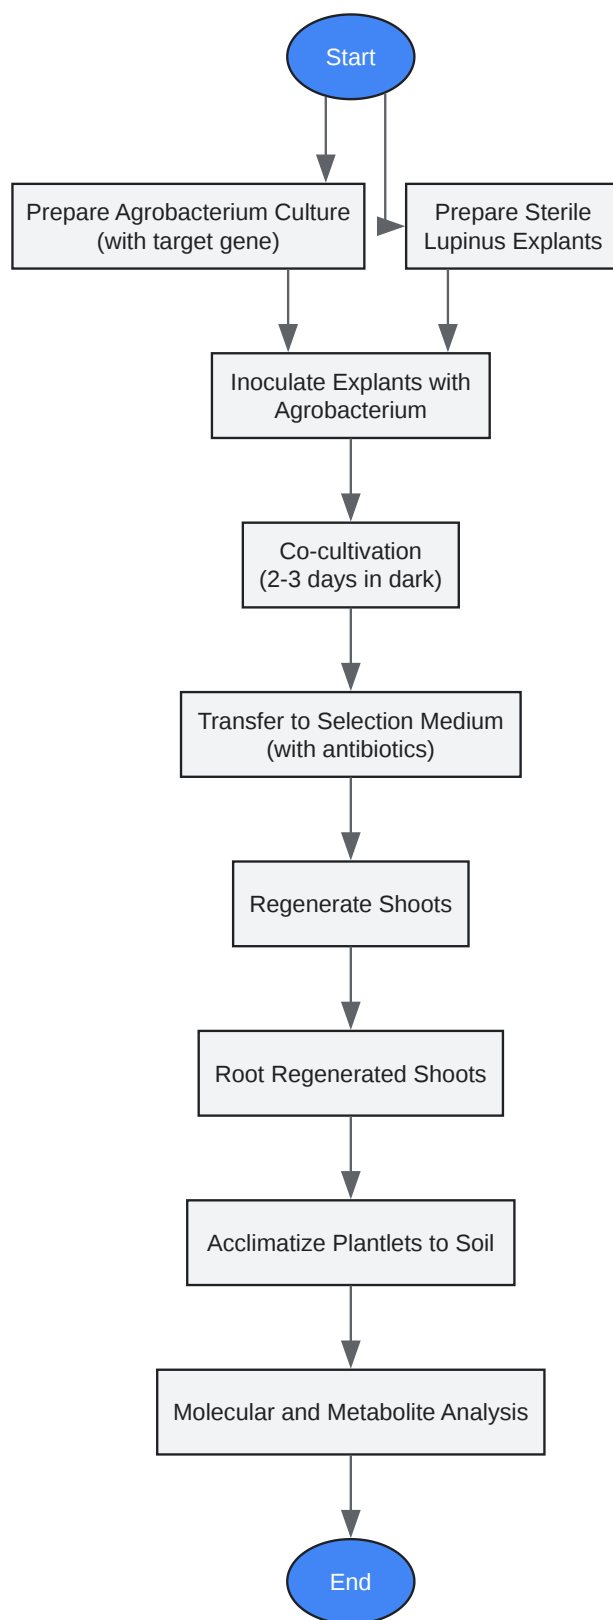 Start
Prepare Agrobacterium Culture
(with target gene)
Prepare Sterile
Lupinus Explants
Inoculate Explants with
Agrobacterium
Co-cultivation
(2-3 days in dark)
Transfer to Selection Medium
(with antibiotics)
Regenerate Shoots
Root Regenerated Shoots
Acclimatize Plantlets to Soil
Molecular and Metabolite Analysis
End